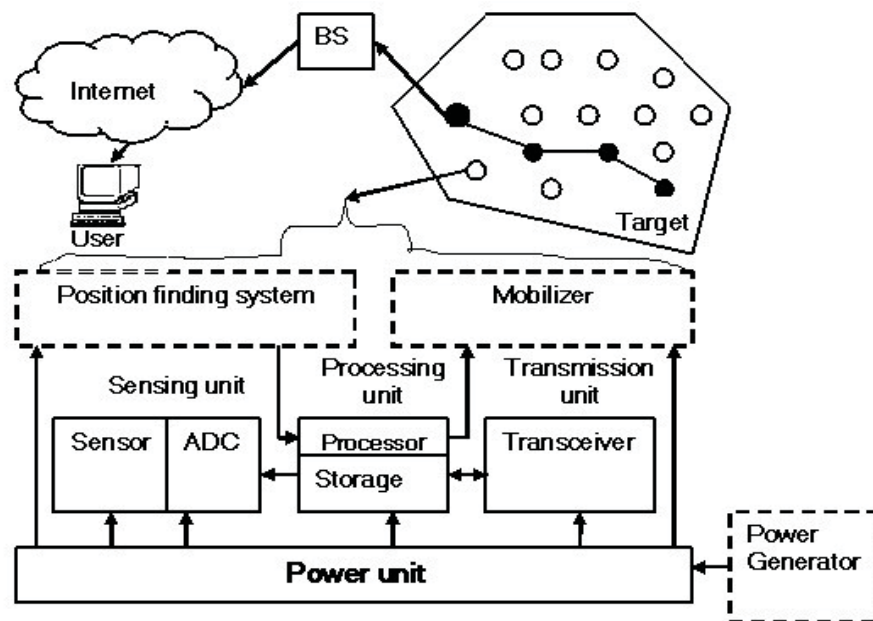 BS
Internet
User
Target
Position finding system
Mobilizer
Sensing unit
Processing
unit
Transmission
unit
Sensor
ADC
Processor
Storage
Transceiver
Power unit
Power
Generator